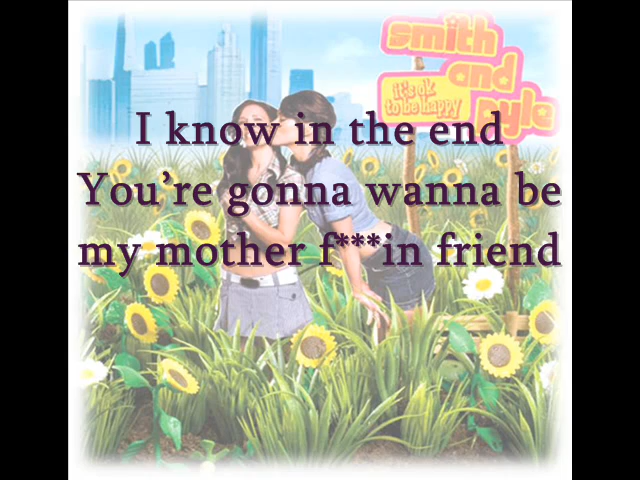 smith
and
pyle
it's ok
to be happy
I know in the end
You're gonna wanna be
my mother f***in friend